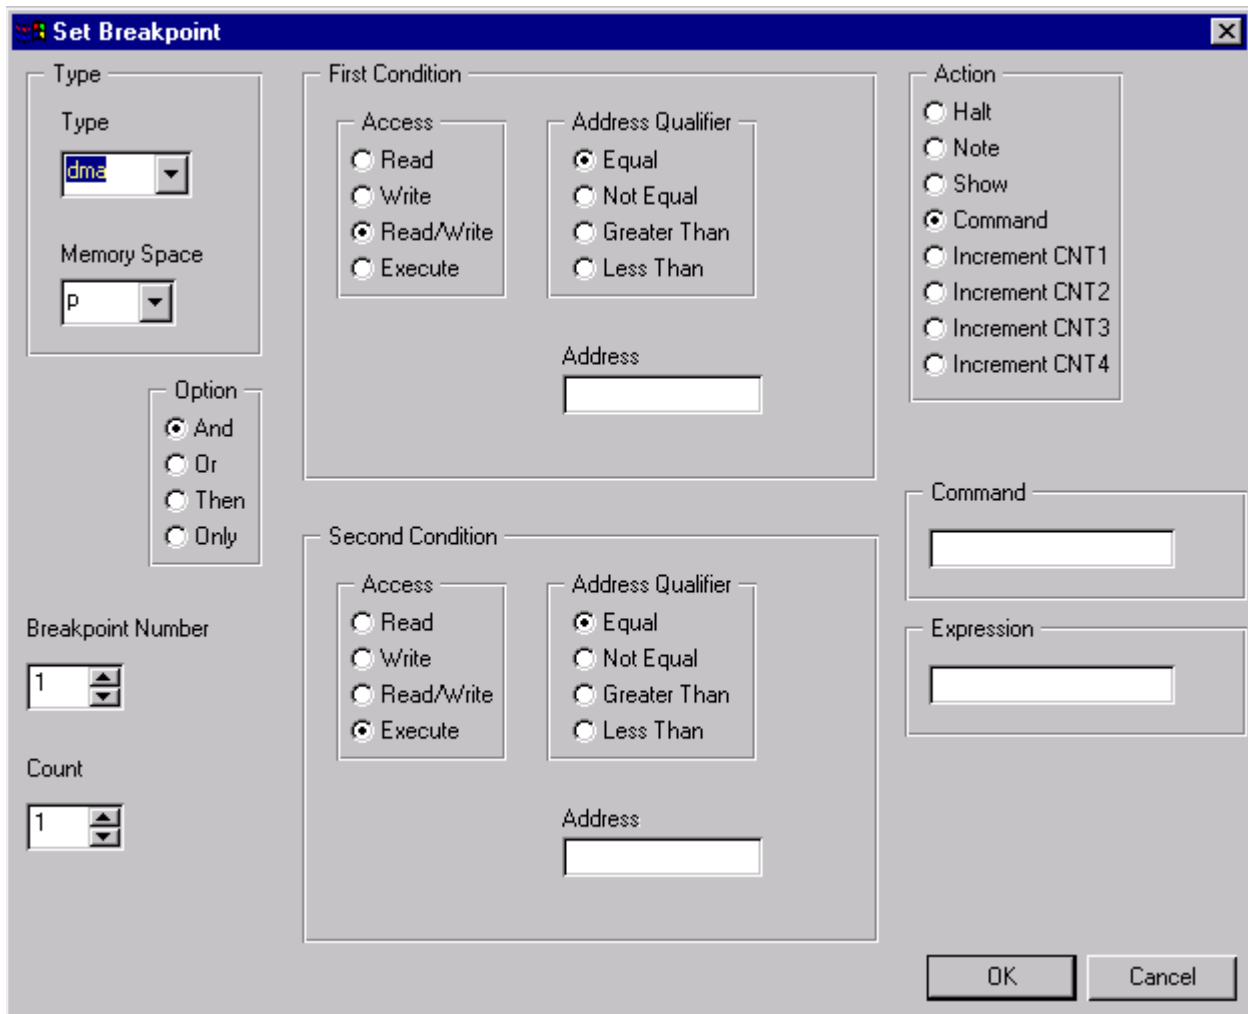 Set Breakpoint
Type
Type
dma
Memory Space
p
Option
And
Or
Then
Only
Breakpoint Number
1
Count
1
First Condition
Access
Read
Write
Read/Write
Execute
Address Qualifier
Equal
Not Equal
Greater Than
Less Than
Address
Second Condition
Access
Read
Write
Read/Write
Execute
Address Qualifier
Equal
Not Equal
Greater Than
Less Than
Address
Action
Halt
Note
Show
Command
Increment CNT1
Increment CNT2
Increment CNT3
Increment CNT4
Command
Expression
OK
Cancel